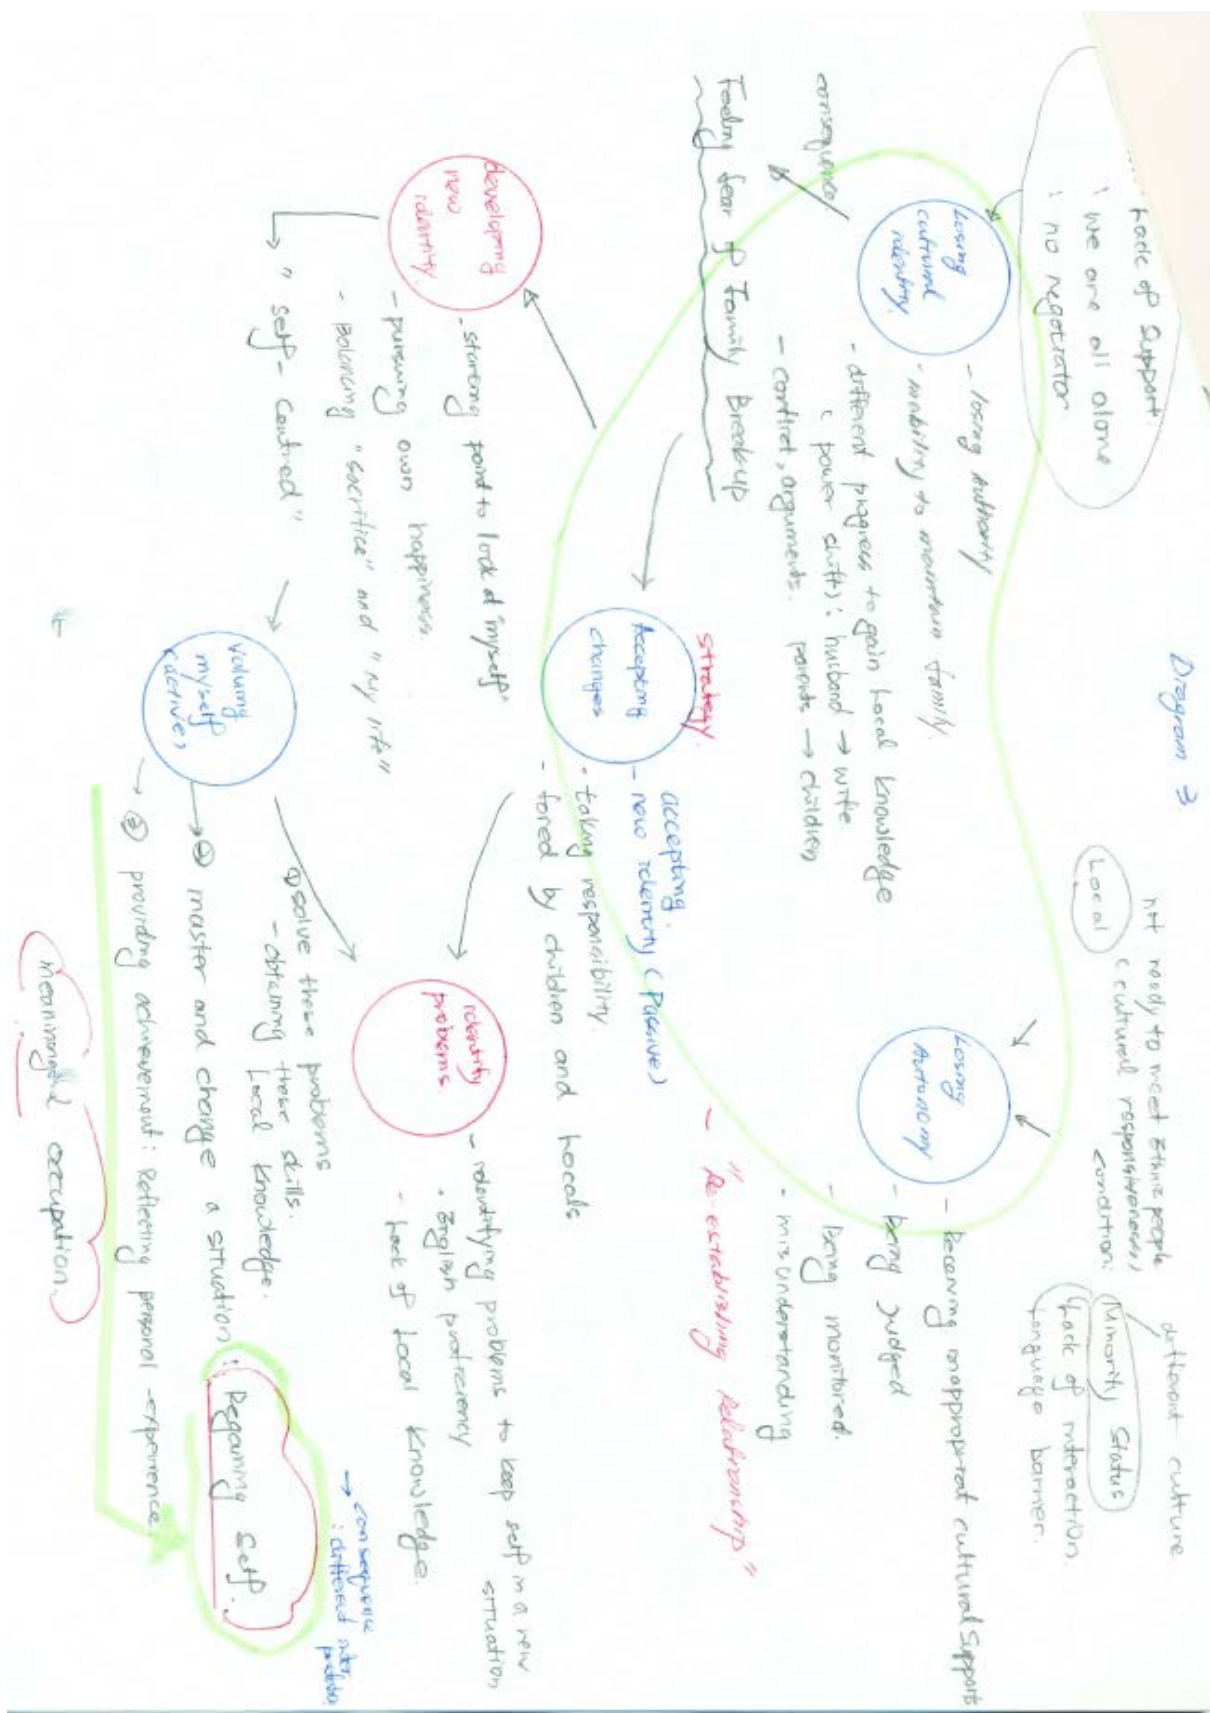 Diagram 3
Lack of Support
: we are all alone
: no negotiator
Losing
cultural
identity.
- losing Authority
- inability to maintain family.
- different progress to gain Local Knowledge
( power shift ) : husband → wife
parents → children
- conflict, arguments.
consequence
Feeling fear of Family Breakup
not ready to meet Ethnic people
( cultural responsiveness )
Local
condition.
different culture
Minority Status
Lack of interaction.
Language barrier.
Losing
Autonomy
- Receiving inappropriat cultural Supports
- Being judged
- Being monitored.
- misunderstanding
- "Re-establishing Relationship."
strategy.
Accepting
changes
accepting.
- new identity ( Passive )
- taking responsibility.
- fored by children and Locals
developing
new
identity.
- starting point to look at "myself"
- pursuing own happiness.
- Balancing "sacrifice" and "My life"
→ "self - centred"
identity
problems.
- identifying problems to keep self in a new
situation
- English proficiency
- Lack of Local Knowledge.
valuing
myself
(active)
① solve these problems
- obtaining these skills.
Local Knowledge.
→ ② master and change a situation : Regaining Self.
→ ③ providing achievement : Reflecting personal - experience.
→ consequence
: different
meaningful occupation.